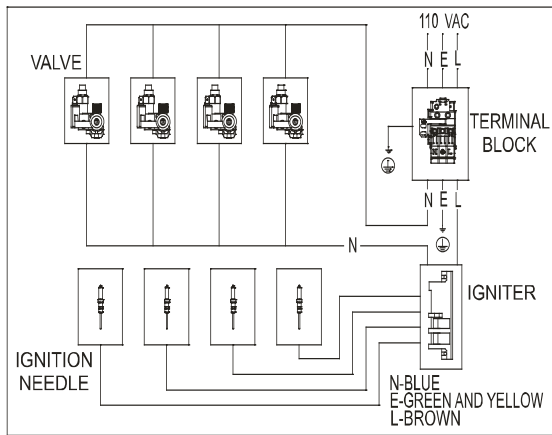 110 VAC
N E L
VALVE
TERMINAL
BLOCK
N E L
N
IGNITER
IGNITION
NEEDLE
N-BLUE
E-GREEN AND YELLOW
L-BROWN